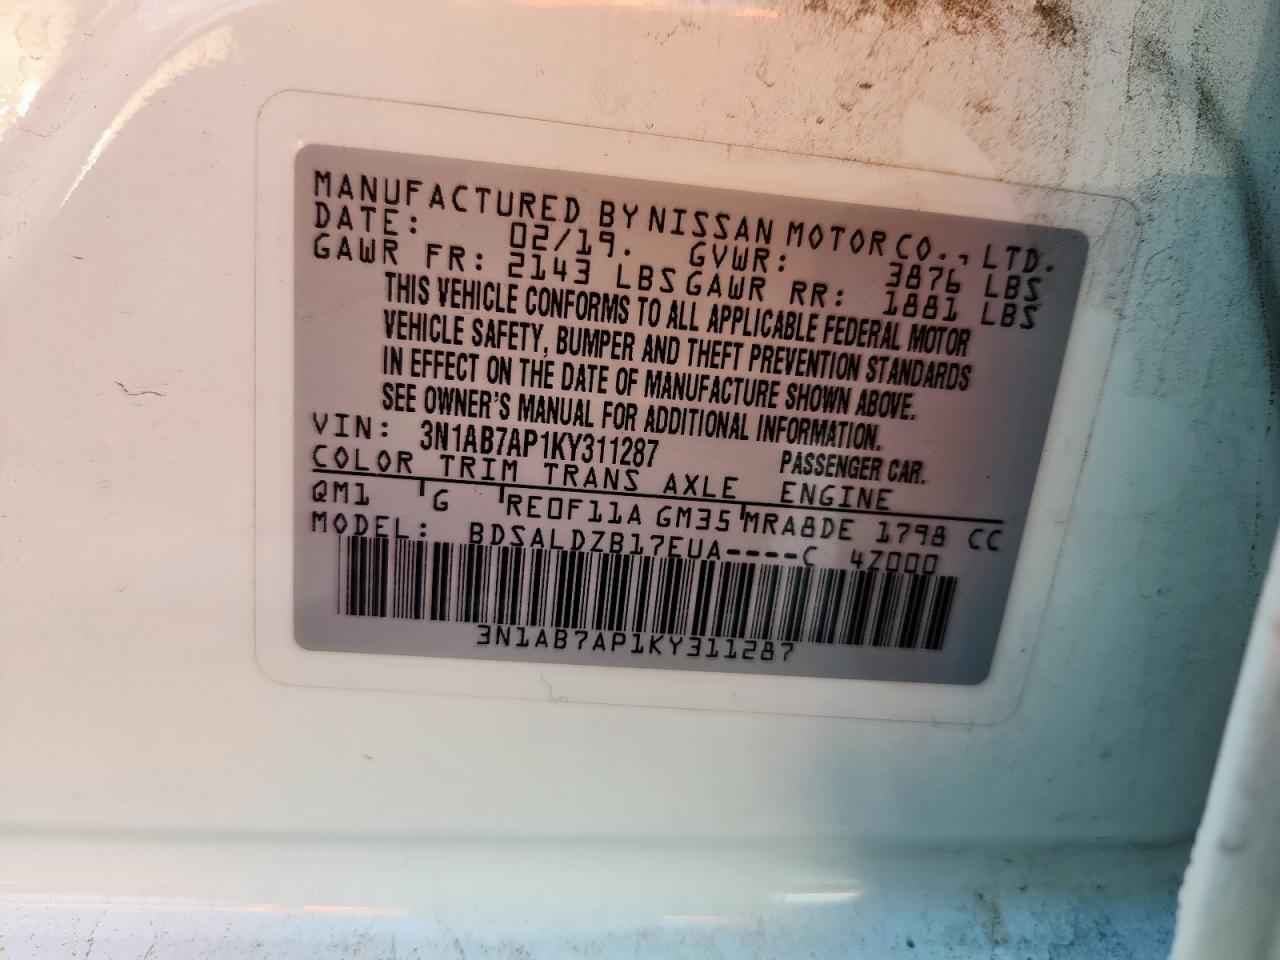 MANUFACTURED BY NISSAN MOTOR CO., LTD.
DATE: 02/19. GVWR: 3876 LBS
GAWR FR: 2143 LBS GAWR RR: 1881 LBS
THIS VEHICLE CONFORMS TO ALL APPLICABLE FEDERAL MOTOR
VEHICLE SAFETY, BUMPER AND THEFT PREVENTION STANDARDS
IN EFFECT ON THE DATE OF MANUFACTURE SHOWN ABOVE.
SEE OWNER'S MANUAL FOR ADDITIONAL INFORMATION.
VIN: 3N1AB7AP1KY311287 PASSENGER CAR.
COLOR TRIM TRANS AXLE ENGINE
QM1 G RE0F11A GM35 MRA8DE 1798 CC
MODEL: BDSALDZB17EUA----C 4Z000
3N1AB7AP1KY311287